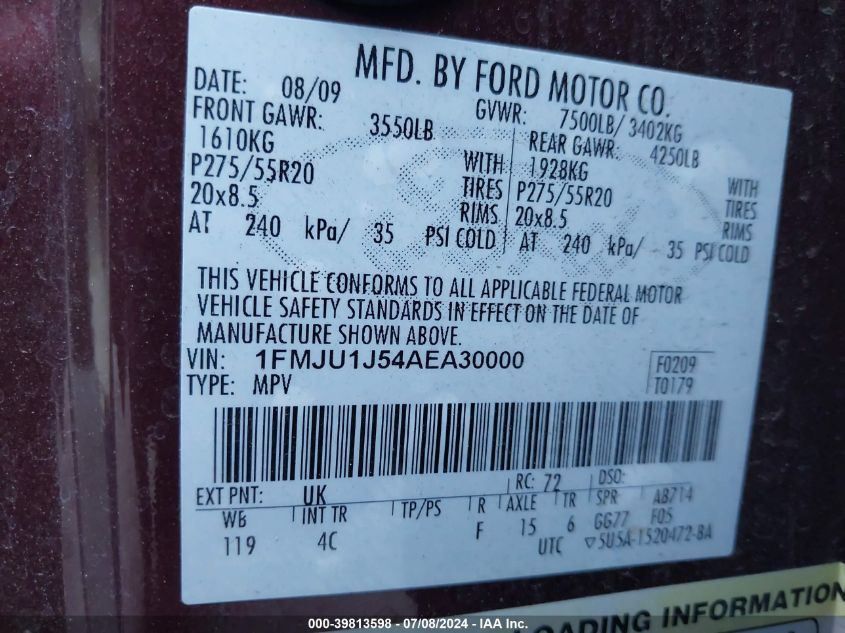 MFD. BY FORD MOTOR CO.
DATE: 08/09 GVWR: 7500LB/ 3402KG
FRONT GAWR: 3550LB REAR GAWR: 4250LB
1610KG WITH 1928KG WITH
P275/55R20 TIRES P275/55R20 TIRES
20x8.5 RIMS 20x8.5 RIMS
AT 240 kPa/ 35 PSI COLD AT 240 kPa/ 35 PSI COLD
THIS VEHICLE CONFORMS TO ALL APPLICABLE FEDERAL MOTOR
VEHICLE SAFETY STANDARDS IN EFFECT ON THE DATE OF
MANUFACTURE SHOWN ABOVE.
VIN: 1FMJU1J54AEA30000 F0209
TYPE: MPV T0179
EXT PNT: UK RC: 72 DSO:
WB INT TR TP/PS R AXLE TR SPR AB714
119 4C F 15 6 GG77 F05
UTC ▽5U5A-1520472-BA
LOADING INFORMATION
000-39813598 - 07/08/2024 - IAA Inc.